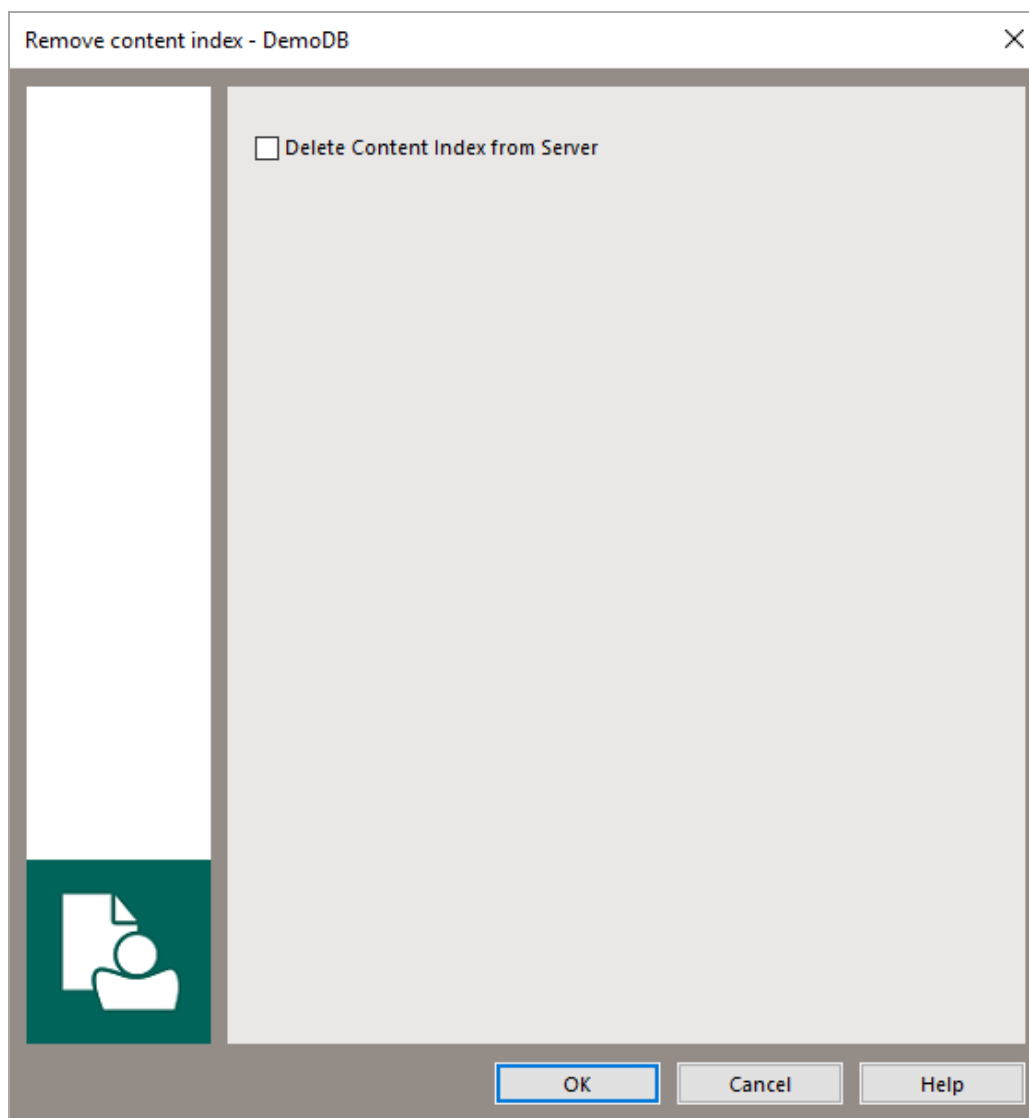 Remove content index - DemoDB
Delete Content Index from Server
OK Cancel Help